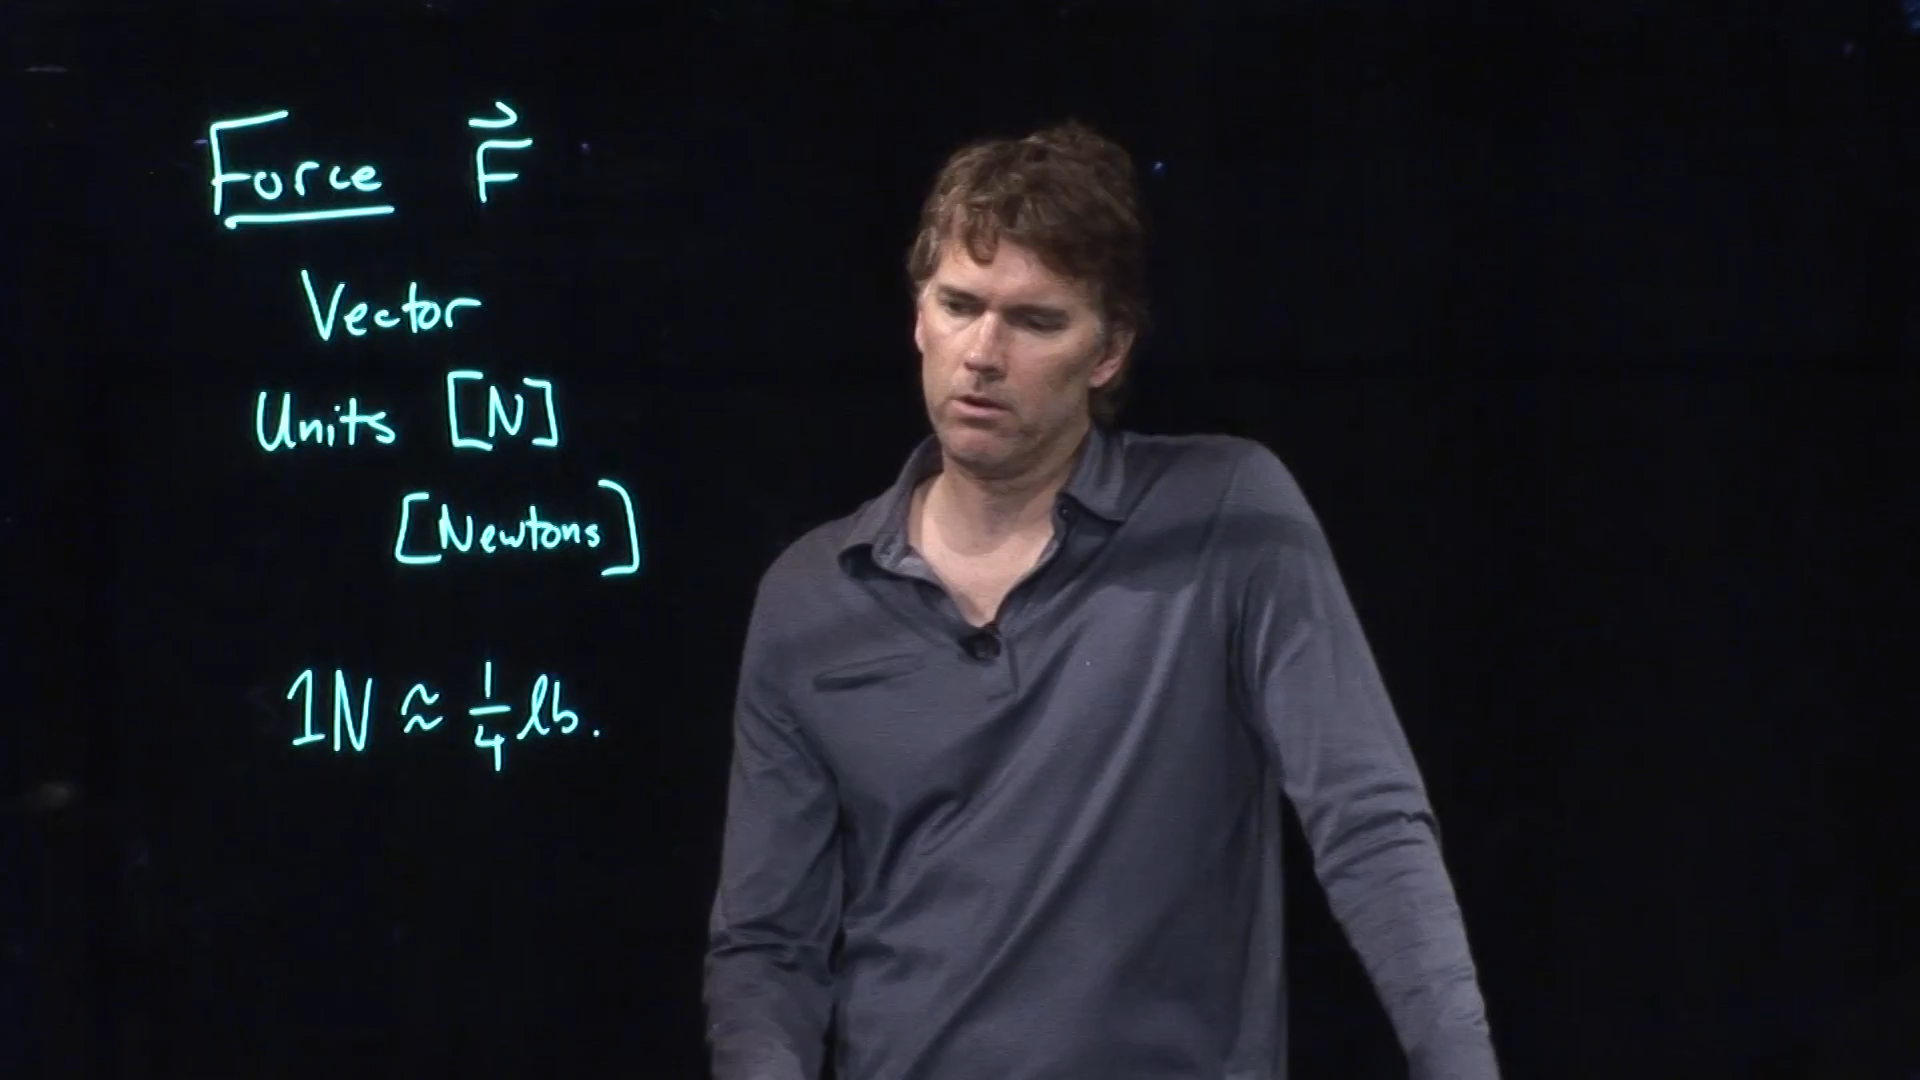 Force F⃗
Vector
Units [N]
[Newtons]
1N ≈ 1/4 lb.